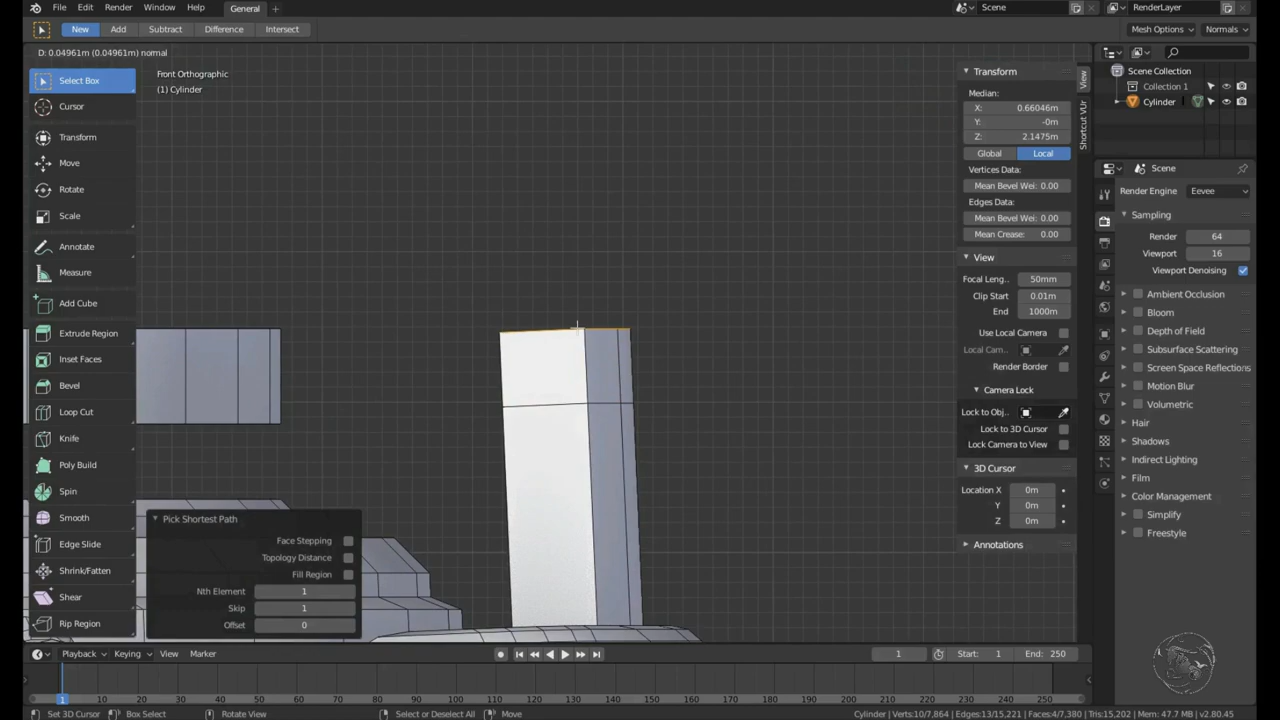 File Edit Render Window Help General + Scene RenderLayer
New Add Subtract Difference Intersect Mesh Options Normals
D: 0.04961m (0.04961m) normal
Front Orthographic
(1) Cylinder
Select Box
Cursor
Transform
Move
Rotate
Scale
Annotate
Measure
Add Cube
Extrude Region
Inset Faces
Bevel
Loop Cut
Knife
Poly Build
Spin
Smooth
Edge Slide
Shrink/Fatten
Shear
Rip Region
Pick Shortest Path
Face Stepping
Topology Distance
Fill Region
Nth Element 1
Skip 1
Offset 0
Transform
Median:
X: 0.66046m
Y: -0m
Z: 2.1475m
Global Local
Vertices Data:
Mean Bevel Wei: 0.00
Edges Data:
Mean Bevel Wei: 0.00
Mean Crease: 0.00
View
Focal Leng.. 50mm
Clip Start 0.01m
End 1000m
Use Local Camera
Local Cam..
Render Border
Camera Lock
Lock to Obj..
Lock to 3D Cursor
Lock Camera to View
3D Cursor
Location X 0m
Y 0m
Z 0m
Annotations
View
Shortcut VUr
Scene Collection
Collection 1
Cylinder
Scene
Render Engine Eevee
Sampling
Render 64
Viewport 16
Viewport Denoising
Ambient Occlusion
Bloom
Depth of Field
Subsurface Scattering
Screen Space Reflections
Motion Blur
Volumetric
Hair
Shadows
Indirect Lighting
Film
Color Management
Simplify
Freestyle
Playback Keying View Marker 1 Start: 1 End: 250
1 20 30 40 50 60 70 80 90 100 110 120 130 140 150 160 170 180 190 200 210 220 230 240 250
Set 3D Cursor Box Select Rotate View Select or Deselect All Move Cylinder | Verts:10/7,864 | Edges:13/15,221 | Faces:4/7,380 | Tris:15,202 | Mem: 47.7 MB | v2.80.45